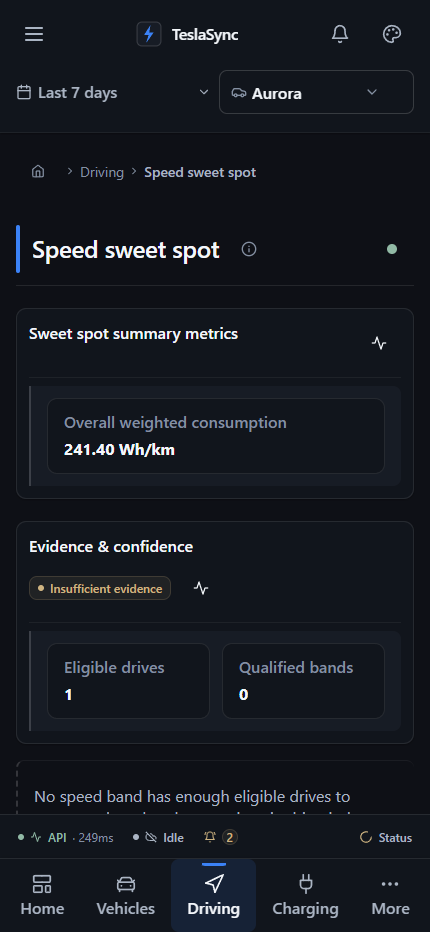 TeslaSync
Last 7 days
Aurora
Driving
Speed sweet spot
Speed sweet spot
Sweet spot summary metrics
Overall weighted consumption
241.40 Wh/km
Evidence & confidence
Insufficient evidence
Eligible drives
1
Qualified bands
0
No speed band has enough eligible drives to
API · 249ms
Idle
2
Status
Home
Vehicles
Driving
Charging
More